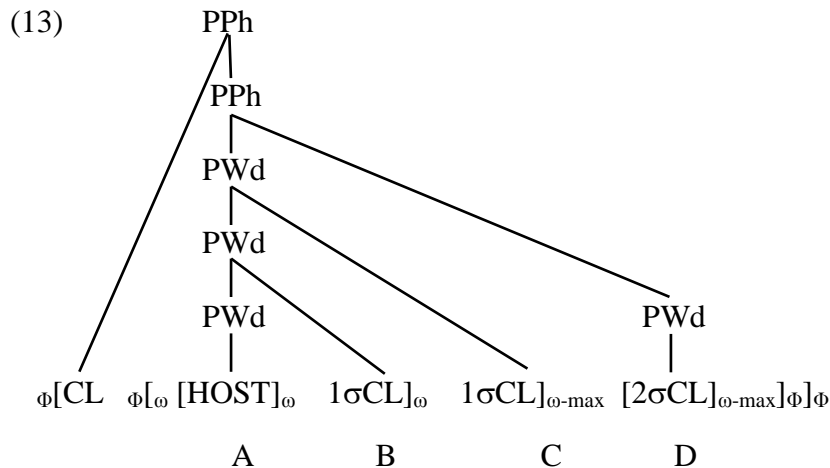 (13) PPh
PPh
PWd
PWd
PWd PWd
Φ[CL Φ[ω [HOST]ω 1σCL]ω 1σCL]ω-max [2σCL]ω-max]Φ]Φ
A B C D